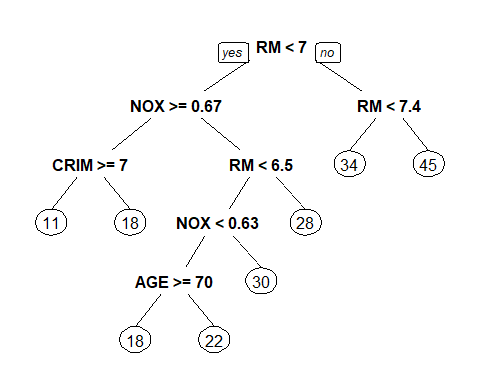 yes RM < 7 no
NOX >= 0.67 RM < 7.4
CRIM >= 7 RM < 6.5 34 45
11 18 NOX < 0.63 28
AGE >= 70 30
18 22